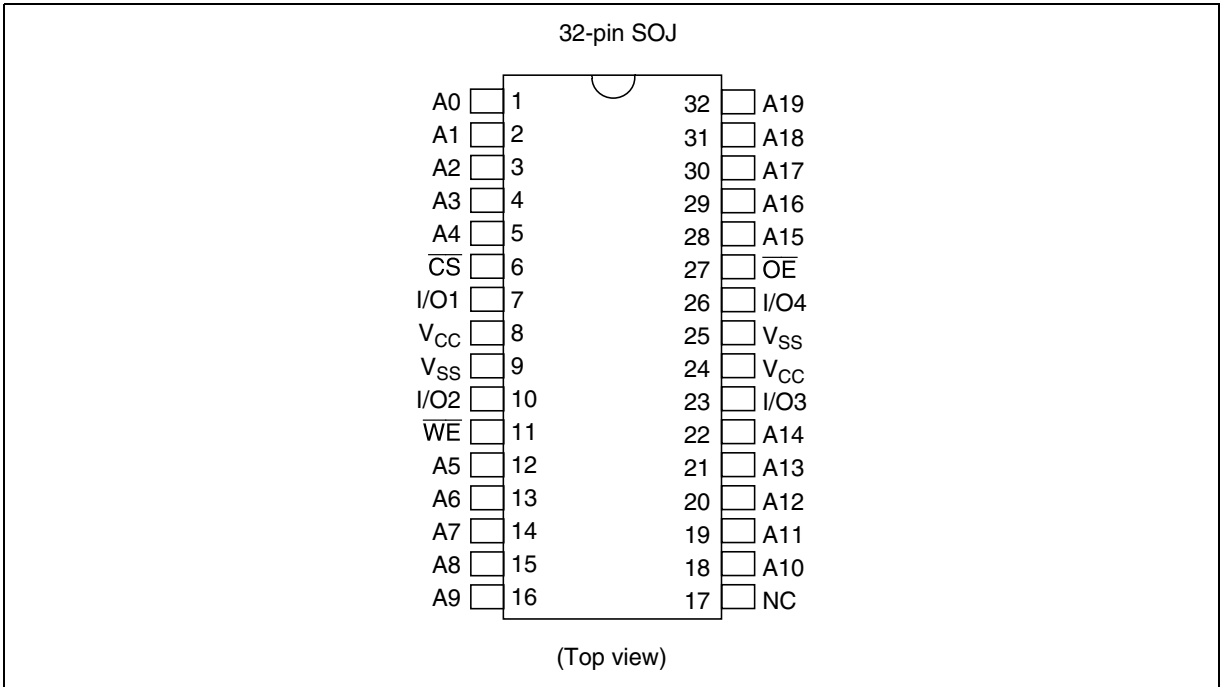 32-pin SOJ
A0 1 32 A19
A1 2 31 A18
A2 3 30 A17
A3 4 29 A16
A4 5 28 A15
C̅S̅ 6 27 O̅E̅
I/O1 7 26 I/O4
VCC 8 25 VSS
VSS 9 24 VCC
I/O2 10 23 I/O3
W̅E̅ 11 22 A14
A5 12 21 A13
A6 13 20 A12
A7 14 19 A11
A8 15 18 A10
A9 16 17 NC
(Top view)